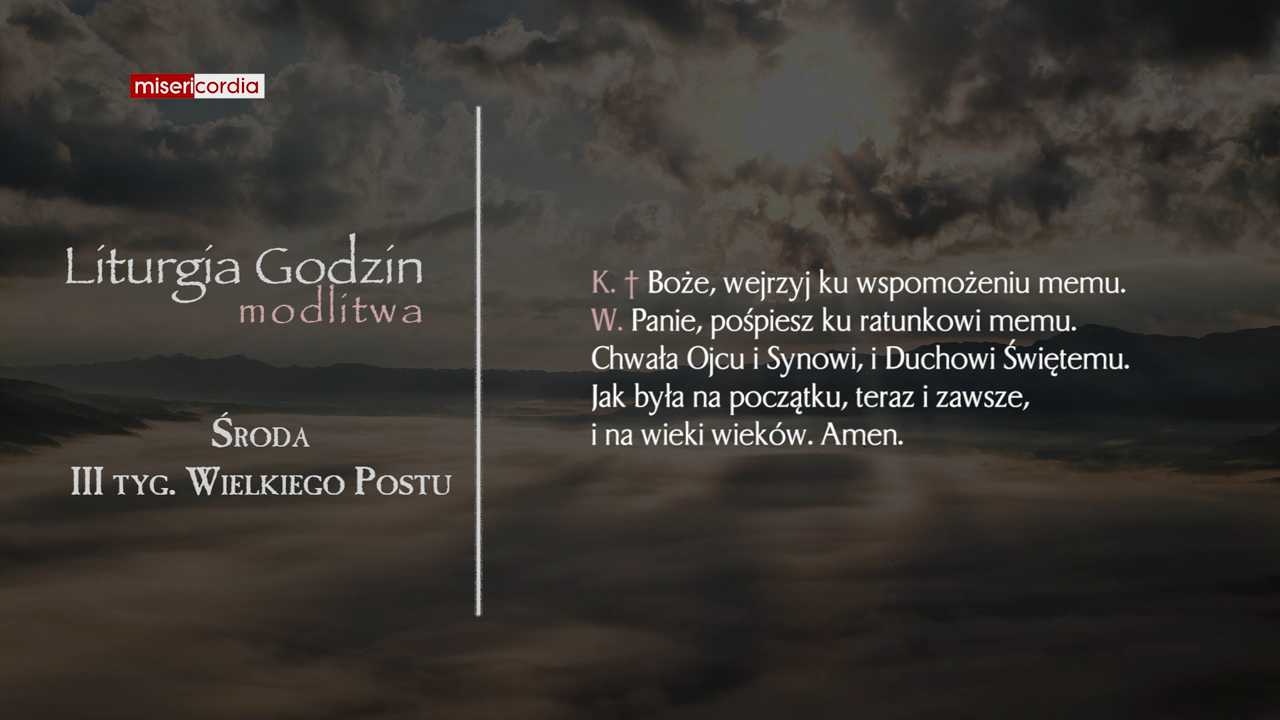 misericordia
Liturgia Godzin
modlitwa
Środa
III tyg. Wielkiego Postu
K. † Boże, wejrzyj ku wspomożeniu memu.
W. Panie, pośpiesz ku ratunkowi memu.
Chwała Ojcu i Synowi, i Duchowi Świętemu.
Jak była na początku, teraz i zawsze,
i na wieki wieków. Amen.